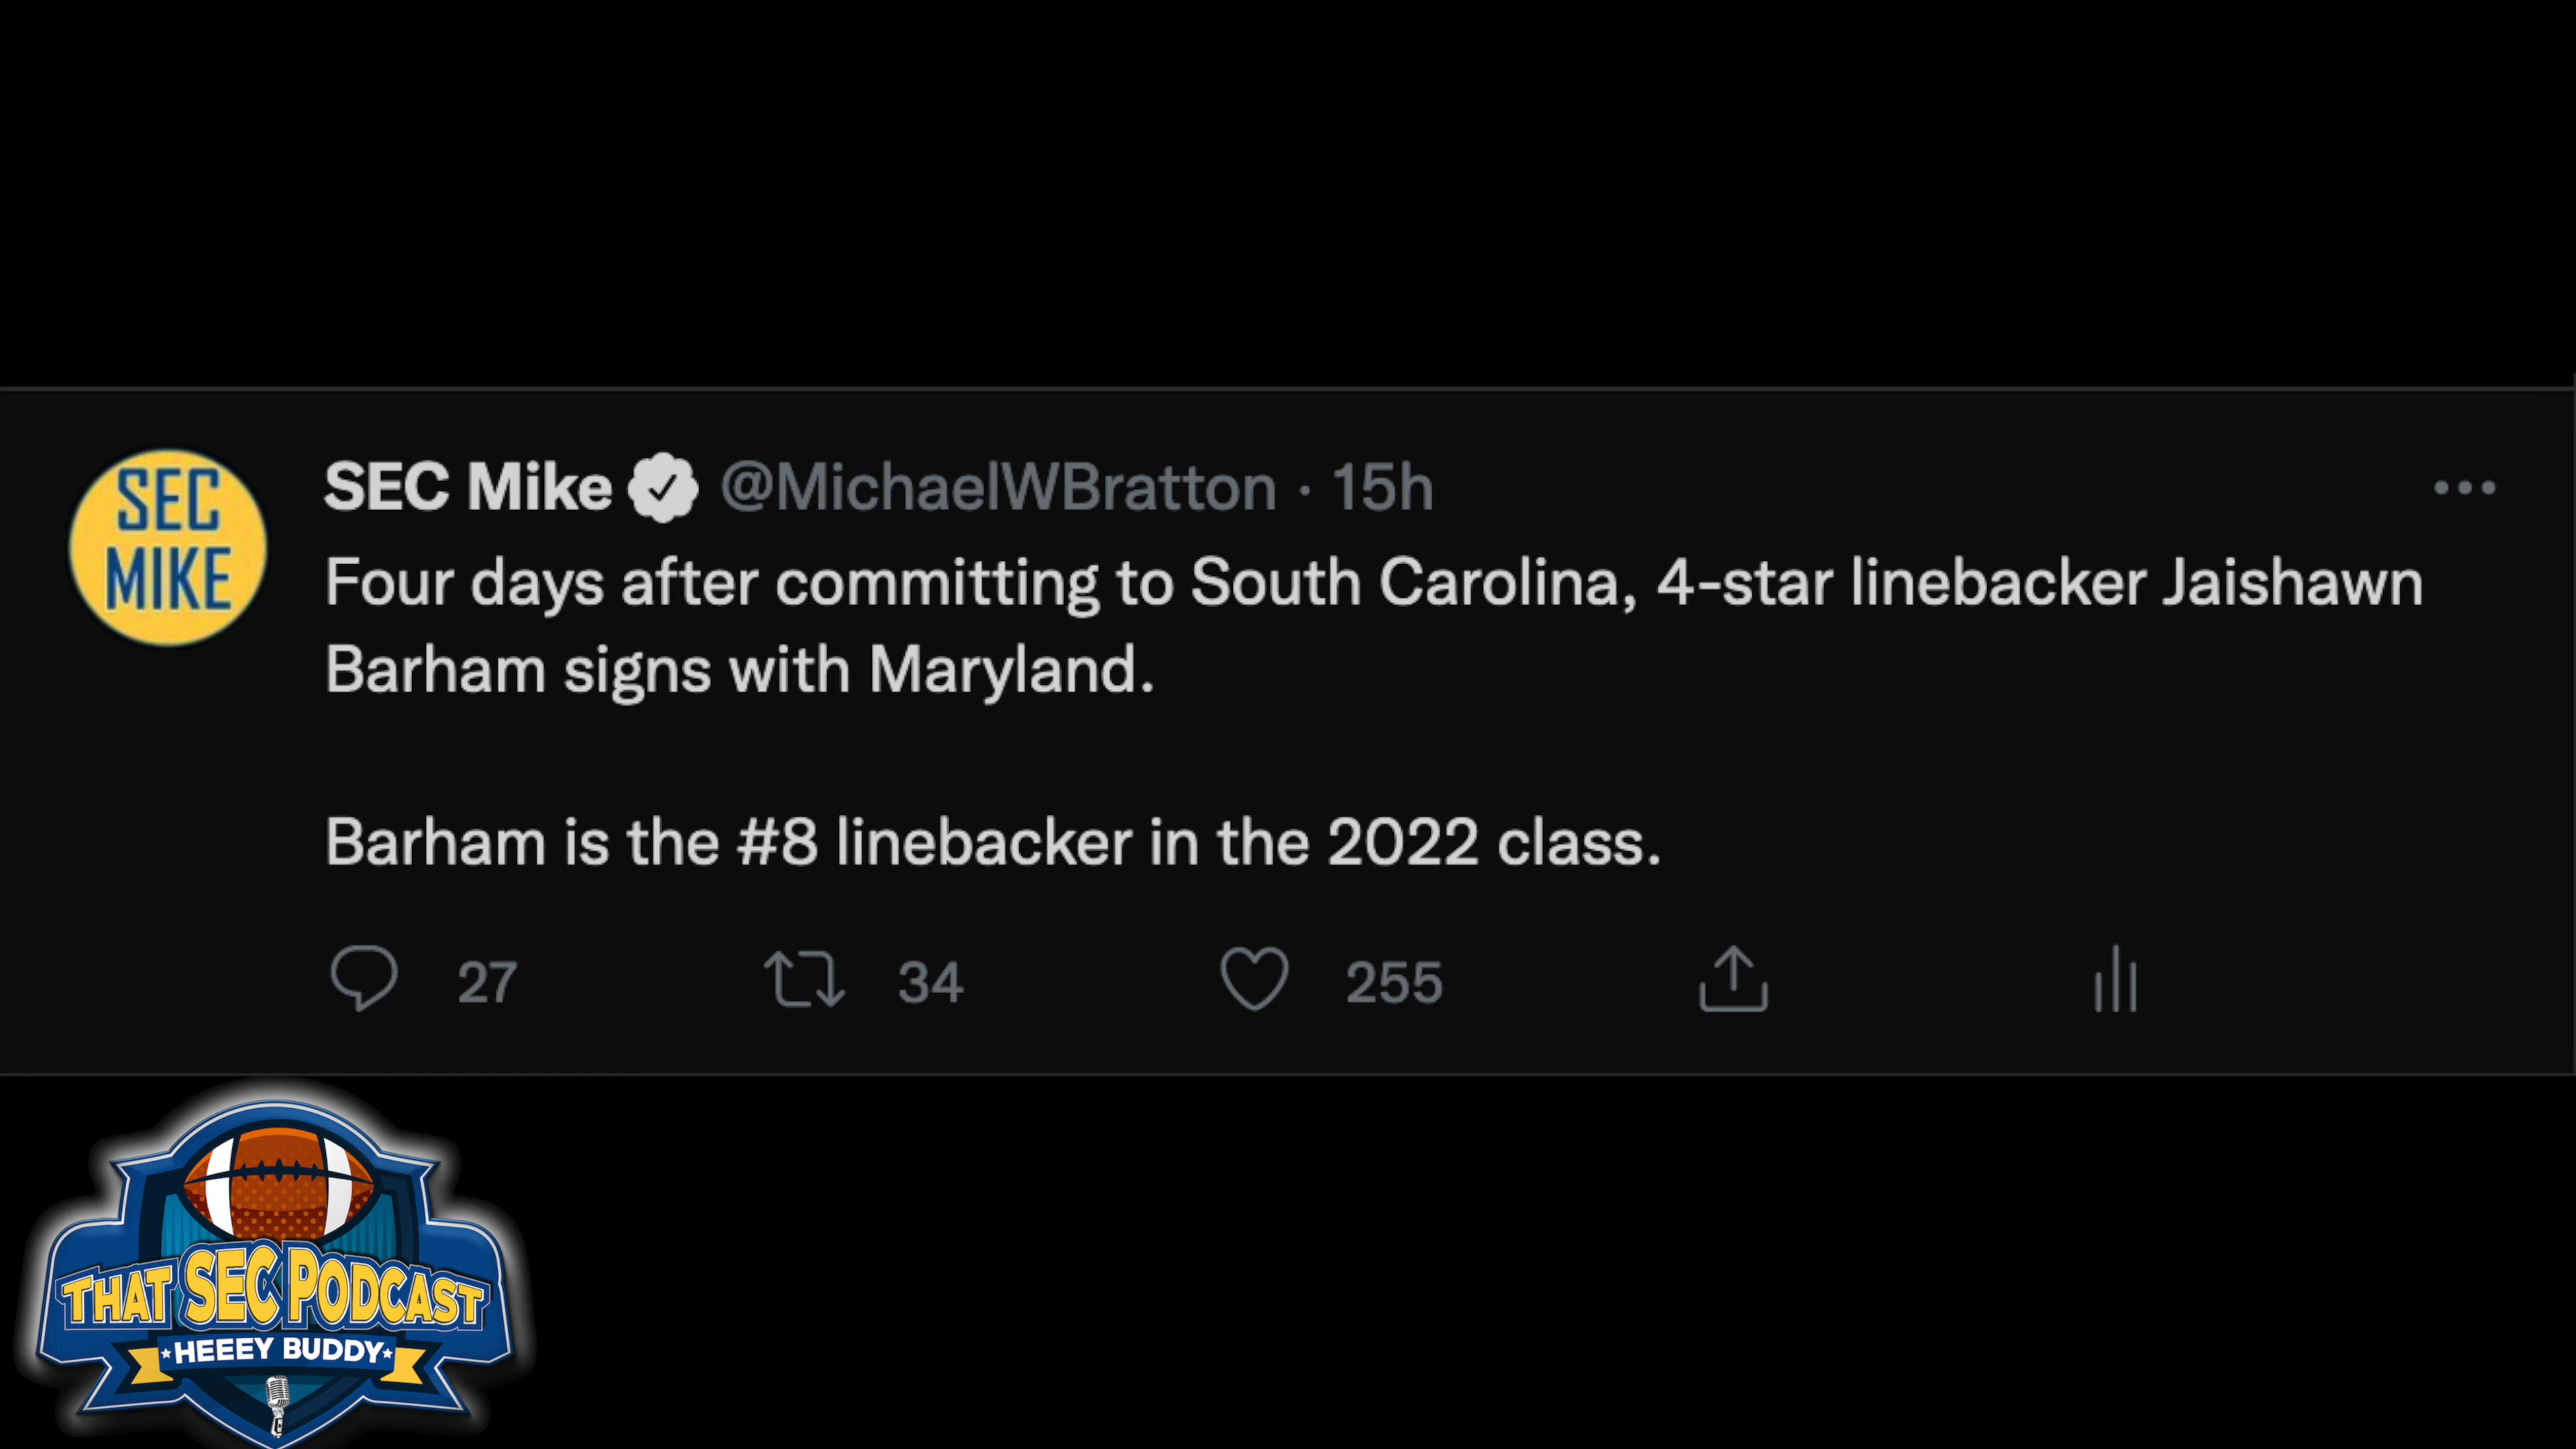 SEC
MIKE
SEC Mike @MichaelWBratton · 15h
Four days after committing to South Carolina, 4-star linebacker Jaishawn
Barham signs with Maryland.
Barham is the #8 linebacker in the 2022 class.
27 34 255
THAT SEC PODCAST
HEEEY BUDDY